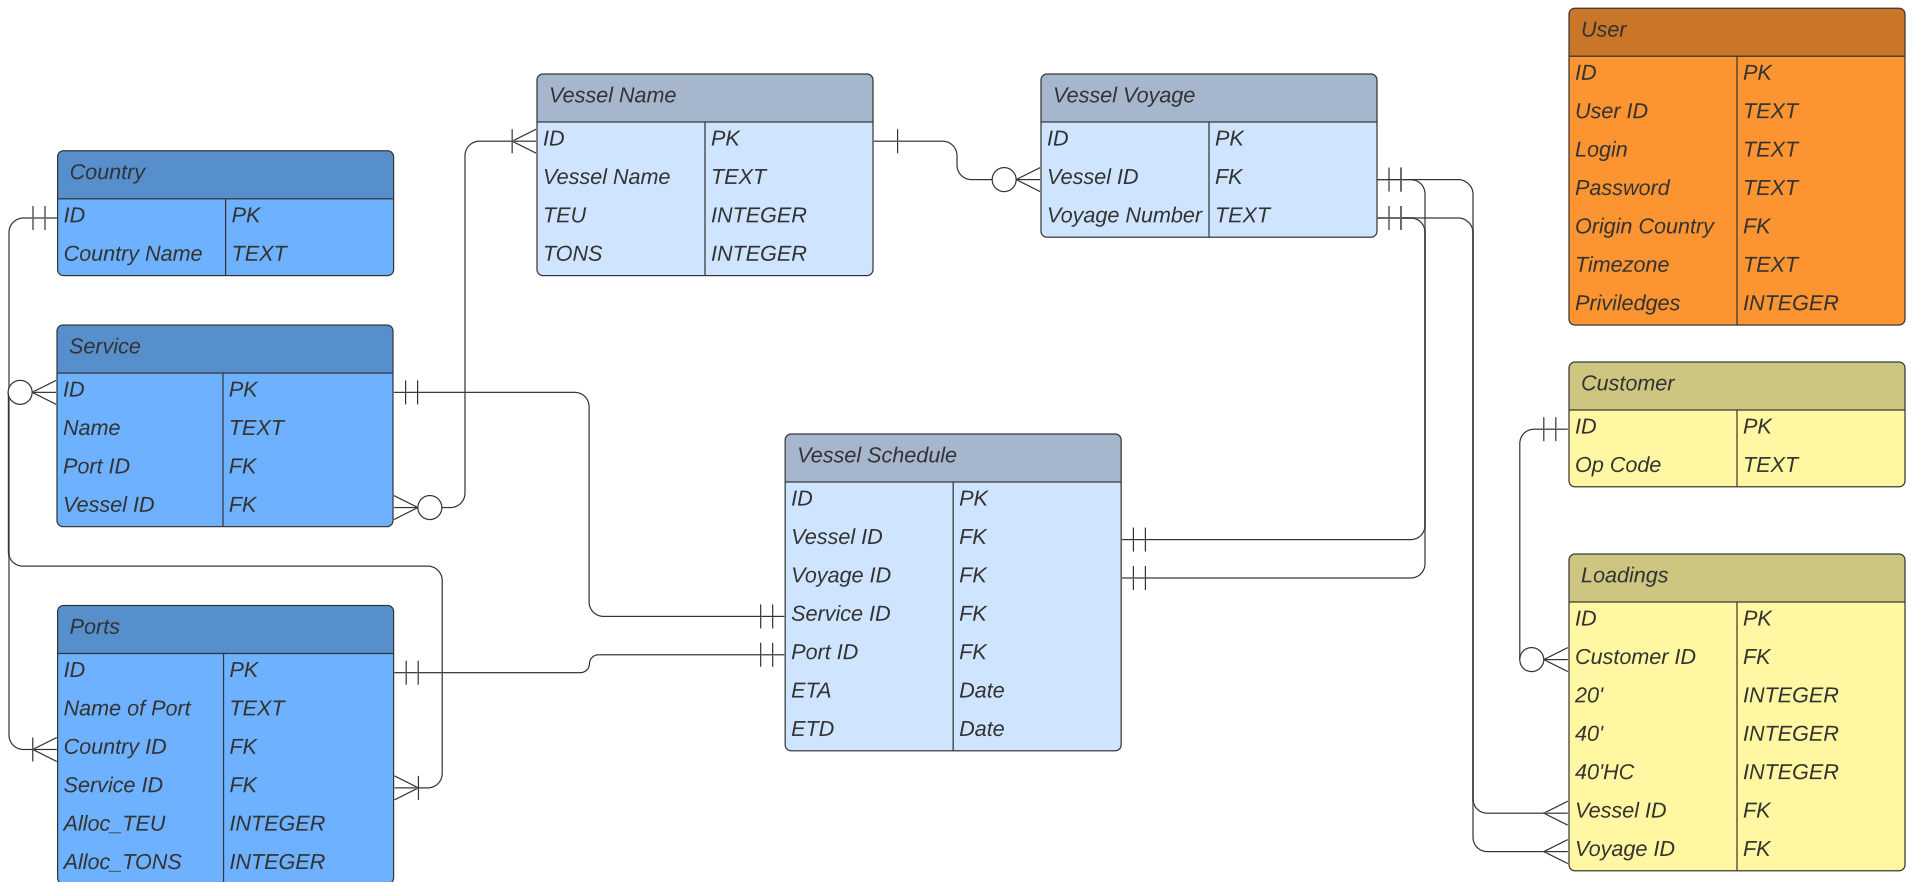 Country
ID PK
Country Name TEXT
Service
ID PK
Name TEXT
Port ID FK
Vessel ID FK
Ports
ID PK
Name of Port TEXT
Country ID FK
Service ID FK
Alloc_TEU INTEGER
Alloc_TONS INTEGER
Vessel Name
ID PK
Vessel Name TEXT
TEU INTEGER
TONS INTEGER
Vessel Voyage
ID PK
Vessel ID FK
Voyage Number TEXT
Vessel Schedule
ID PK
Vessel ID FK
Voyage ID FK
Service ID FK
Port ID FK
ETA Date
ETD Date
User
ID PK
User ID TEXT
Login TEXT
Password TEXT
Origin Country FK
Timezone TEXT
Priviledges INTEGER
Customer
ID PK
Op Code TEXT
Loadings
ID PK
Customer ID FK
20' INTEGER
40' INTEGER
40'HC INTEGER
Vessel ID FK
Voyage ID FK